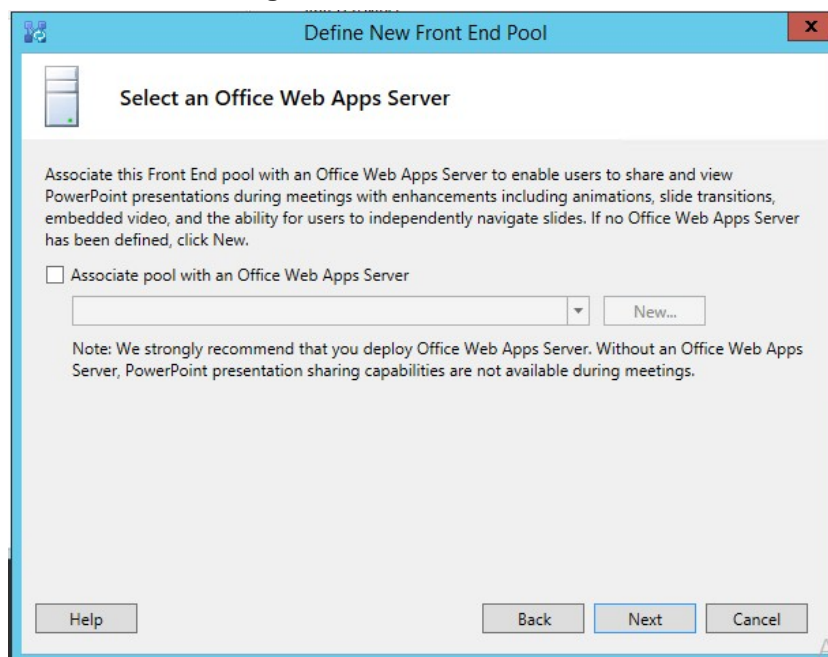 Define New Front End Pool
x
Select an Office Web Apps Server
Associate this Front End pool with an Office Web Apps Server to enable users to share and view
PowerPoint presentations during meetings with enhancements including animations, slide transitions,
embedded video, and the ability for users to independently navigate slides. If no Office Web Apps Server
has been defined, click New.
Associate pool with an Office Web Apps Server
New...
Note: We strongly recommend that you deploy Office Web Apps Server. Without an Office Web Apps
Server, PowerPoint presentation sharing capabilities are not available during meetings.
Help Back Next Cancel